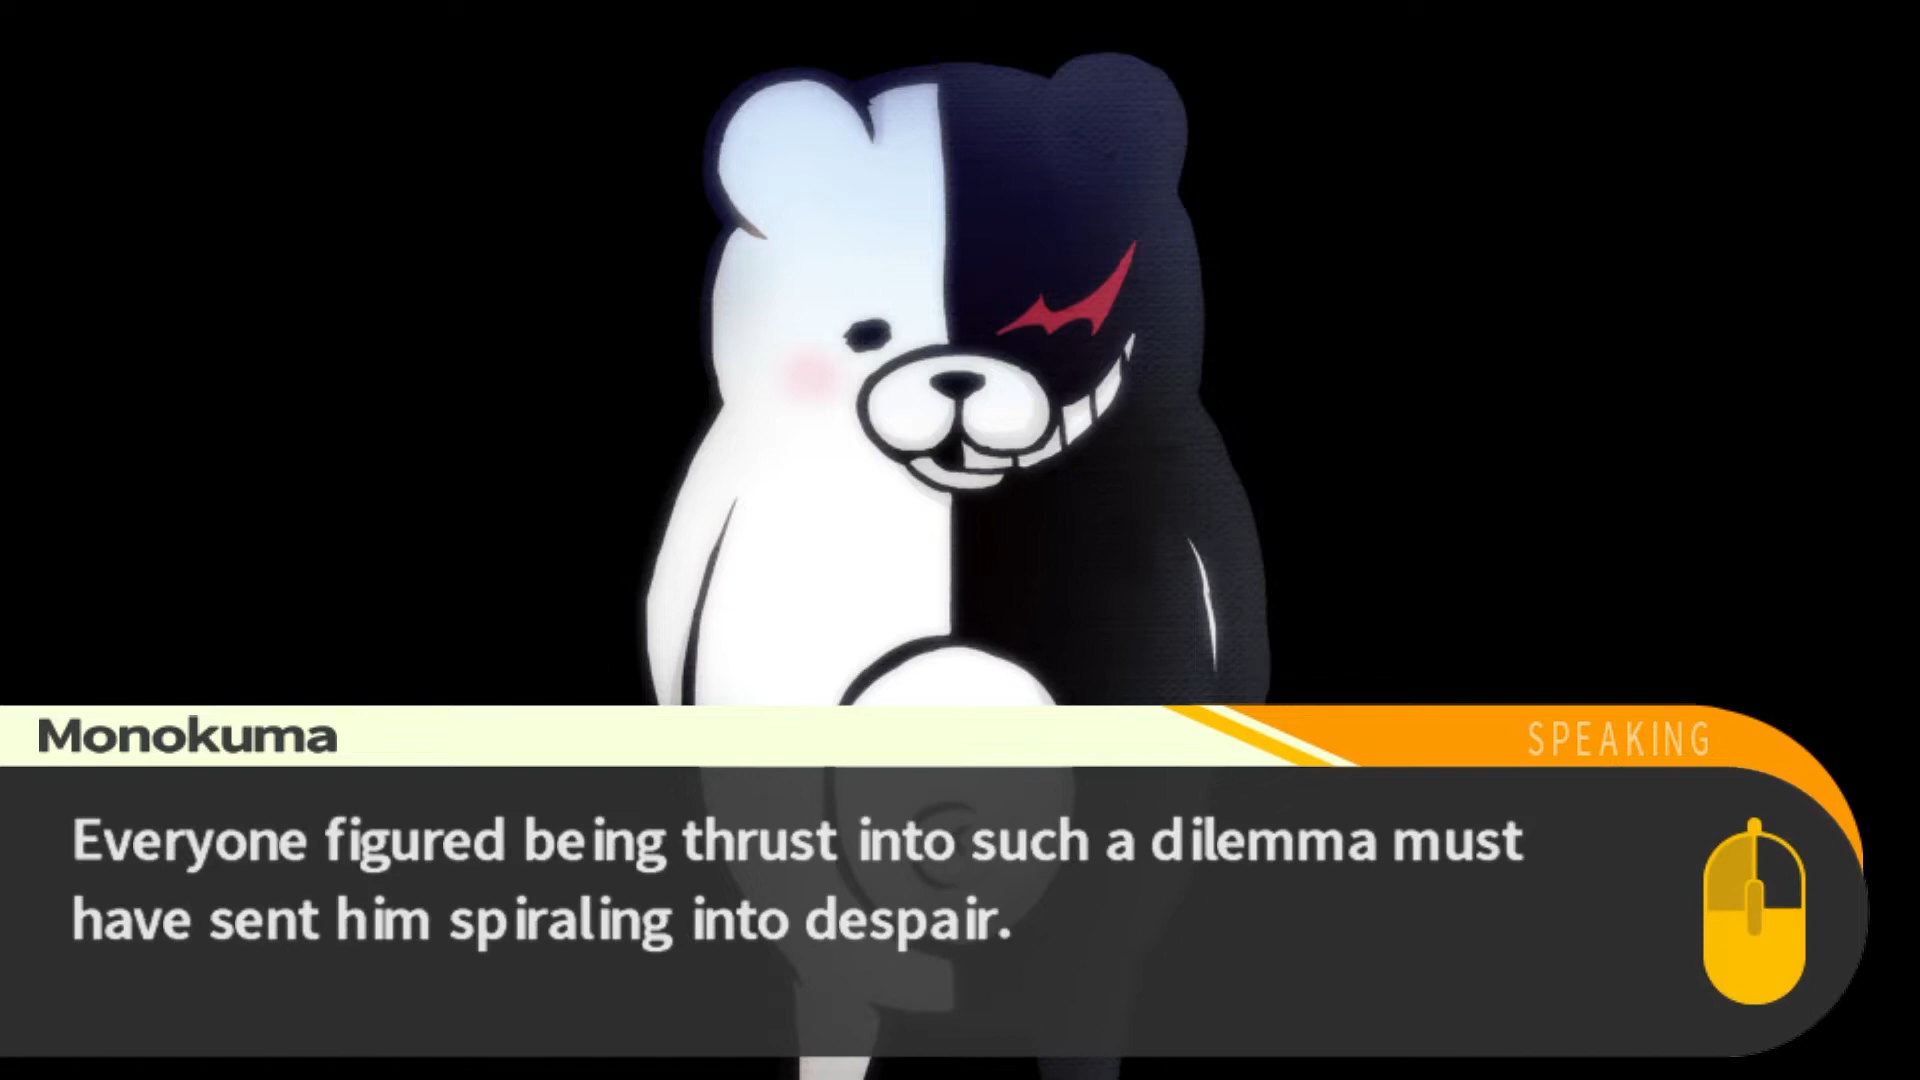 Monokuma
SPEAKING
Everyone figured being thrust into such a dilemma must
have sent him spiraling into despair.